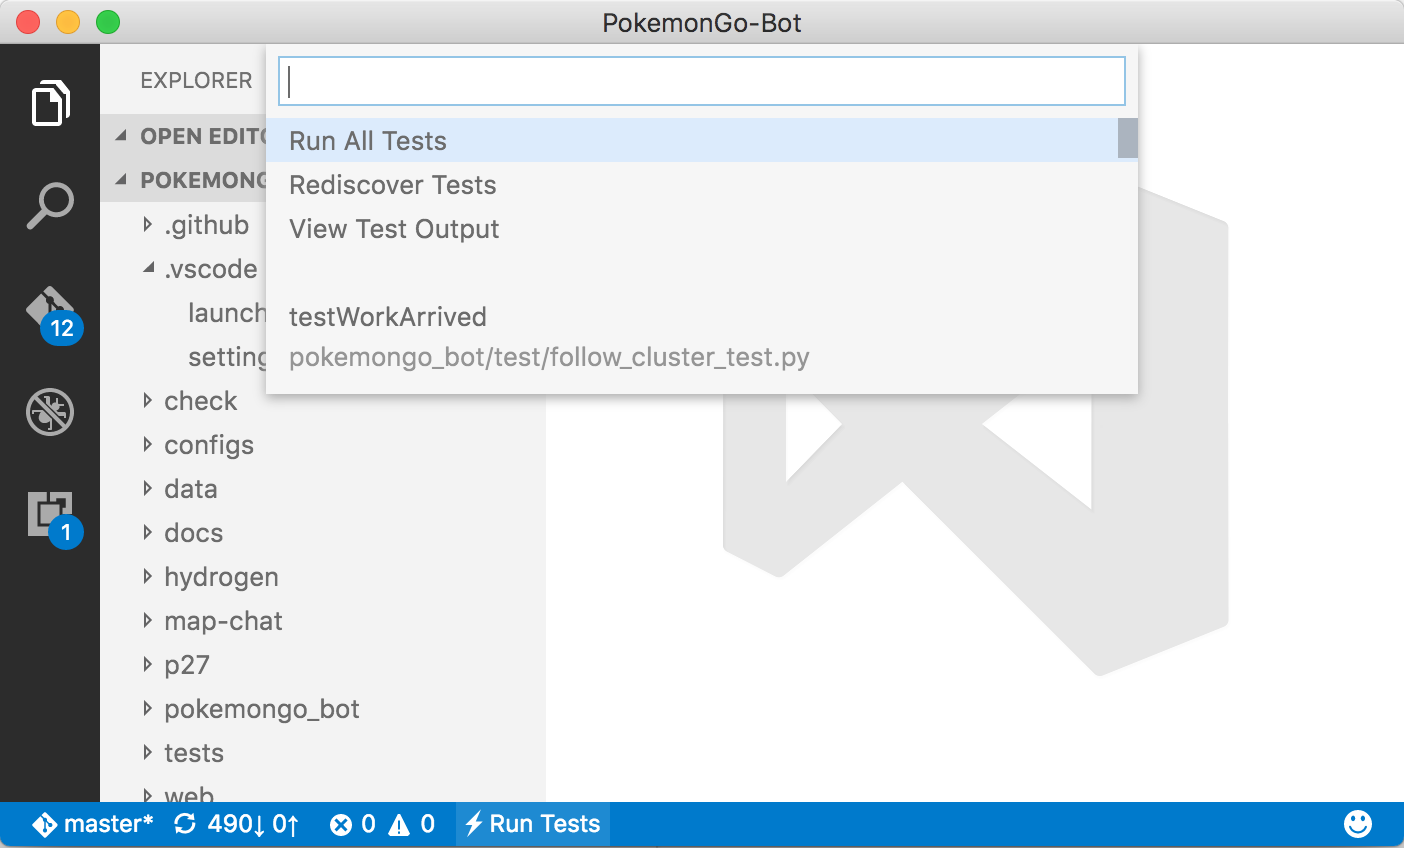 PokemonGo-Bot
EXPLORER
OPEN EDITO
POKEMONG
.github
.vscode
launch
setting
check
configs
data
docs
hydrogen
map-chat
p27
pokemongo_bot
tests
web
Run All Tests
Rediscover Tests
View Test Output
testWorkArrived
pokemongo_bot/test/follow_cluster_test.py
12
1
master* 490↓ 0↑ 0 0 Run Tests